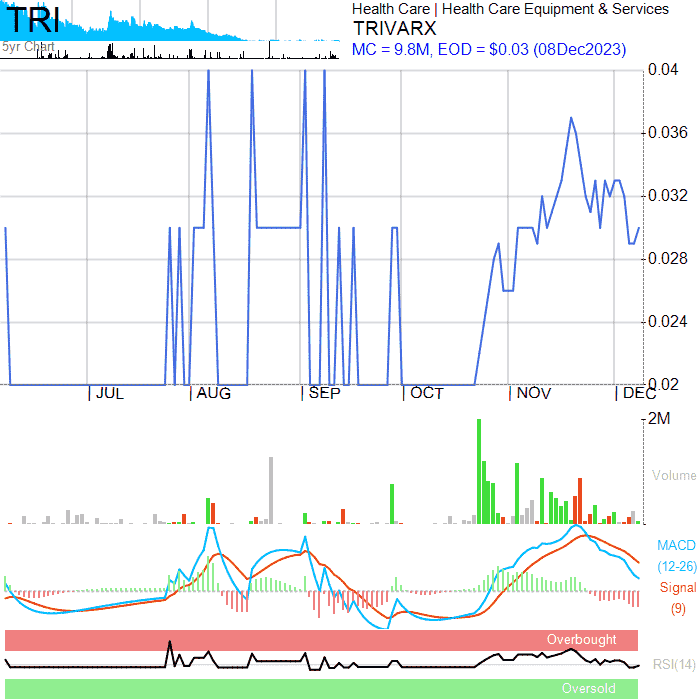 TRI
5yr Chart
Health Care | Health Care Equipment & Services
TRIVARX
MC = 9.8M, EOD = $0.03 (08Dec2023)
0.04
0.036
0.032
0.028
0.024
0.02
JUL AUG SEP OCT NOV DEC
2M
Volume
MACD
(12-26)
Signal
(9)
Overbought
RSI(14)
Oversold